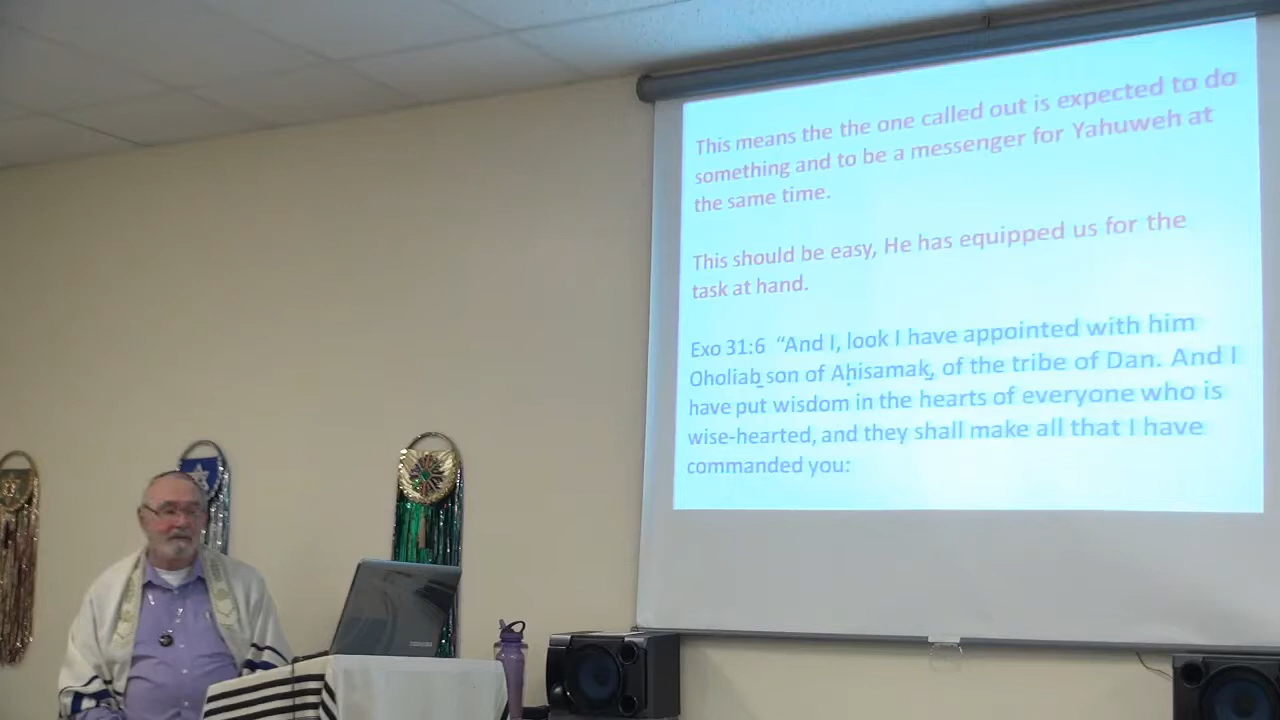 This means the the one called out is expected to do
something and to be a messenger for Yahuweh at
the same time.
This should be easy, He has equipped us for the
task at hand.
Exo 31:6 “And I, look I have appointed with him
Oholiaḇ son of Aḥisamaḵ, of the tribe of Dan. And I
have put wisdom in the hearts of everyone who is
wise-hearted, and they shall make all that I have
commanded you:
TOSHIBA